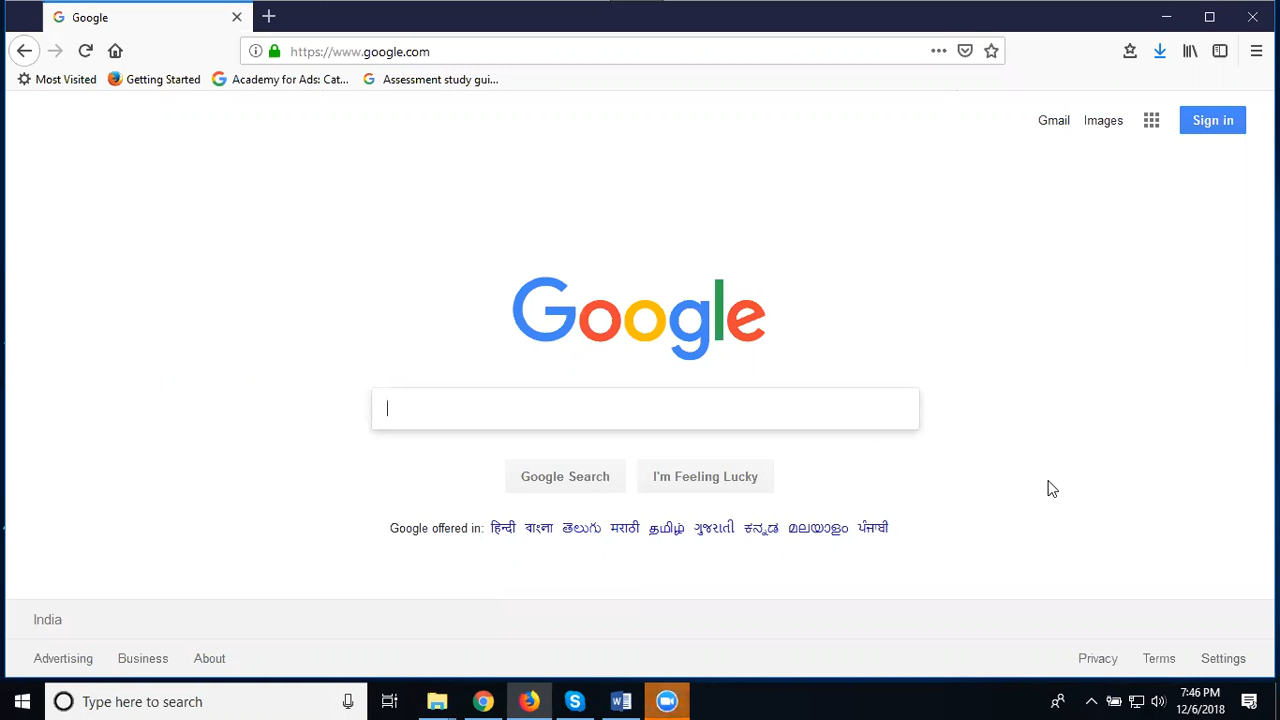 Google
https://www.google.com
Most Visited Getting Started Academy for Ads: Cat... Assessment study gui...
Gmail Images Sign in
Google
Google Search I'm Feeling Lucky
Google offered in: हिन्दी বাংলা తెలుగు मराठी தமிழ் ગુજરાતી ಕನ್ನಡ മലയാളം ਪੰਜਾਬੀ
India
Advertising Business About Privacy Terms Settings
Type here to search
7:46 PM
12/6/2018